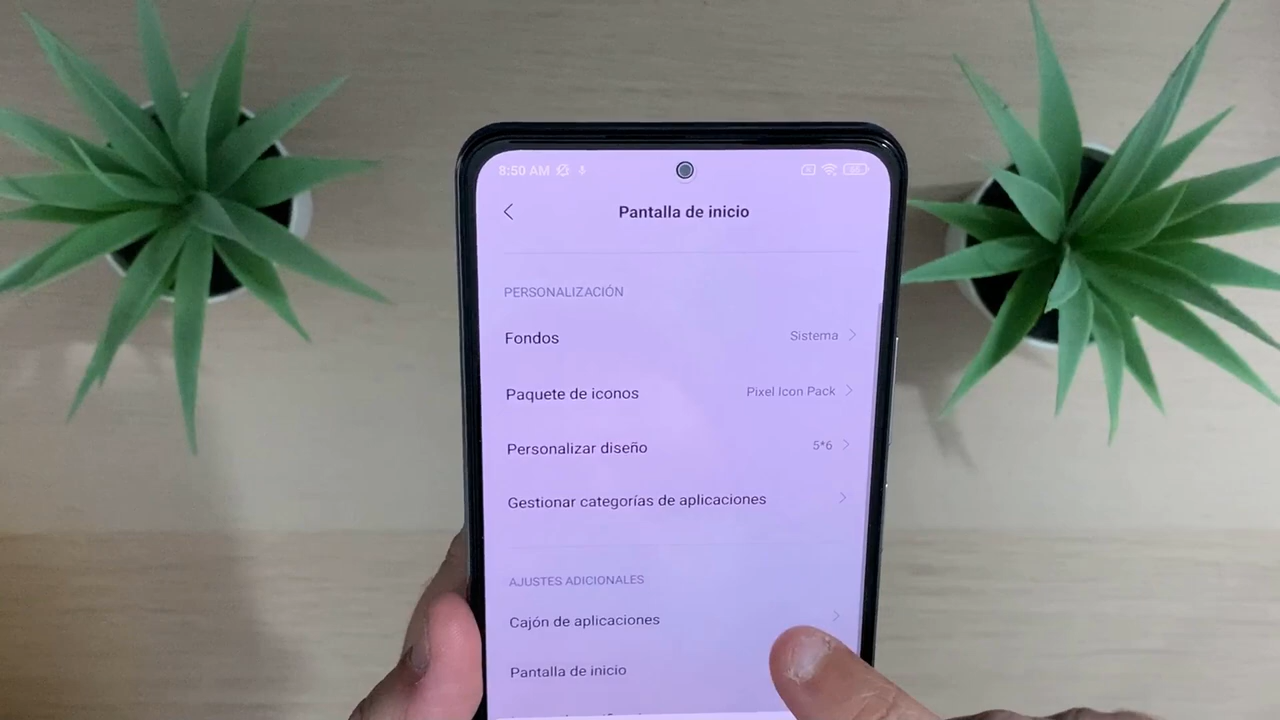 8:50 AM
Pantalla de inicio
PERSONALIZACIÓN
Fondos Sistema
Paquete de iconos Pixel Icon Pack
Personalizar diseño 5*6
Gestionar categorías de aplicaciones
AJUSTES ADICIONALES
Cajón de aplicaciones
Pantalla de inicio